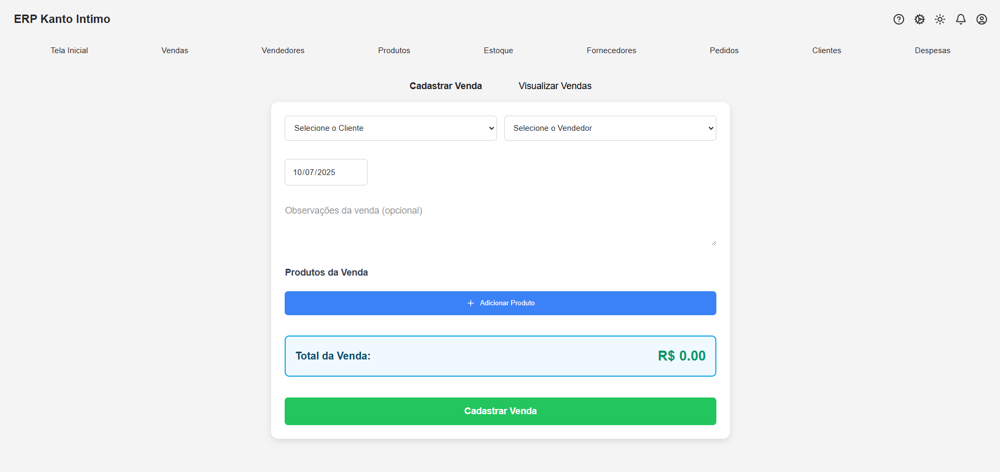 ERP Kanto Intimo
Tela Inicial Vendas Vendedores Produtos Estoque Fornecedores Pedidos Clientes Despesas
Cadastrar Venda Visualizar Vendas
Selecione o Cliente Selecione o Vendedor
10/07/2025
Observações da venda (opcional)
Produtos da Venda
+ Adicionar Produto
Total da Venda: R$ 0.00
Cadastrar Venda